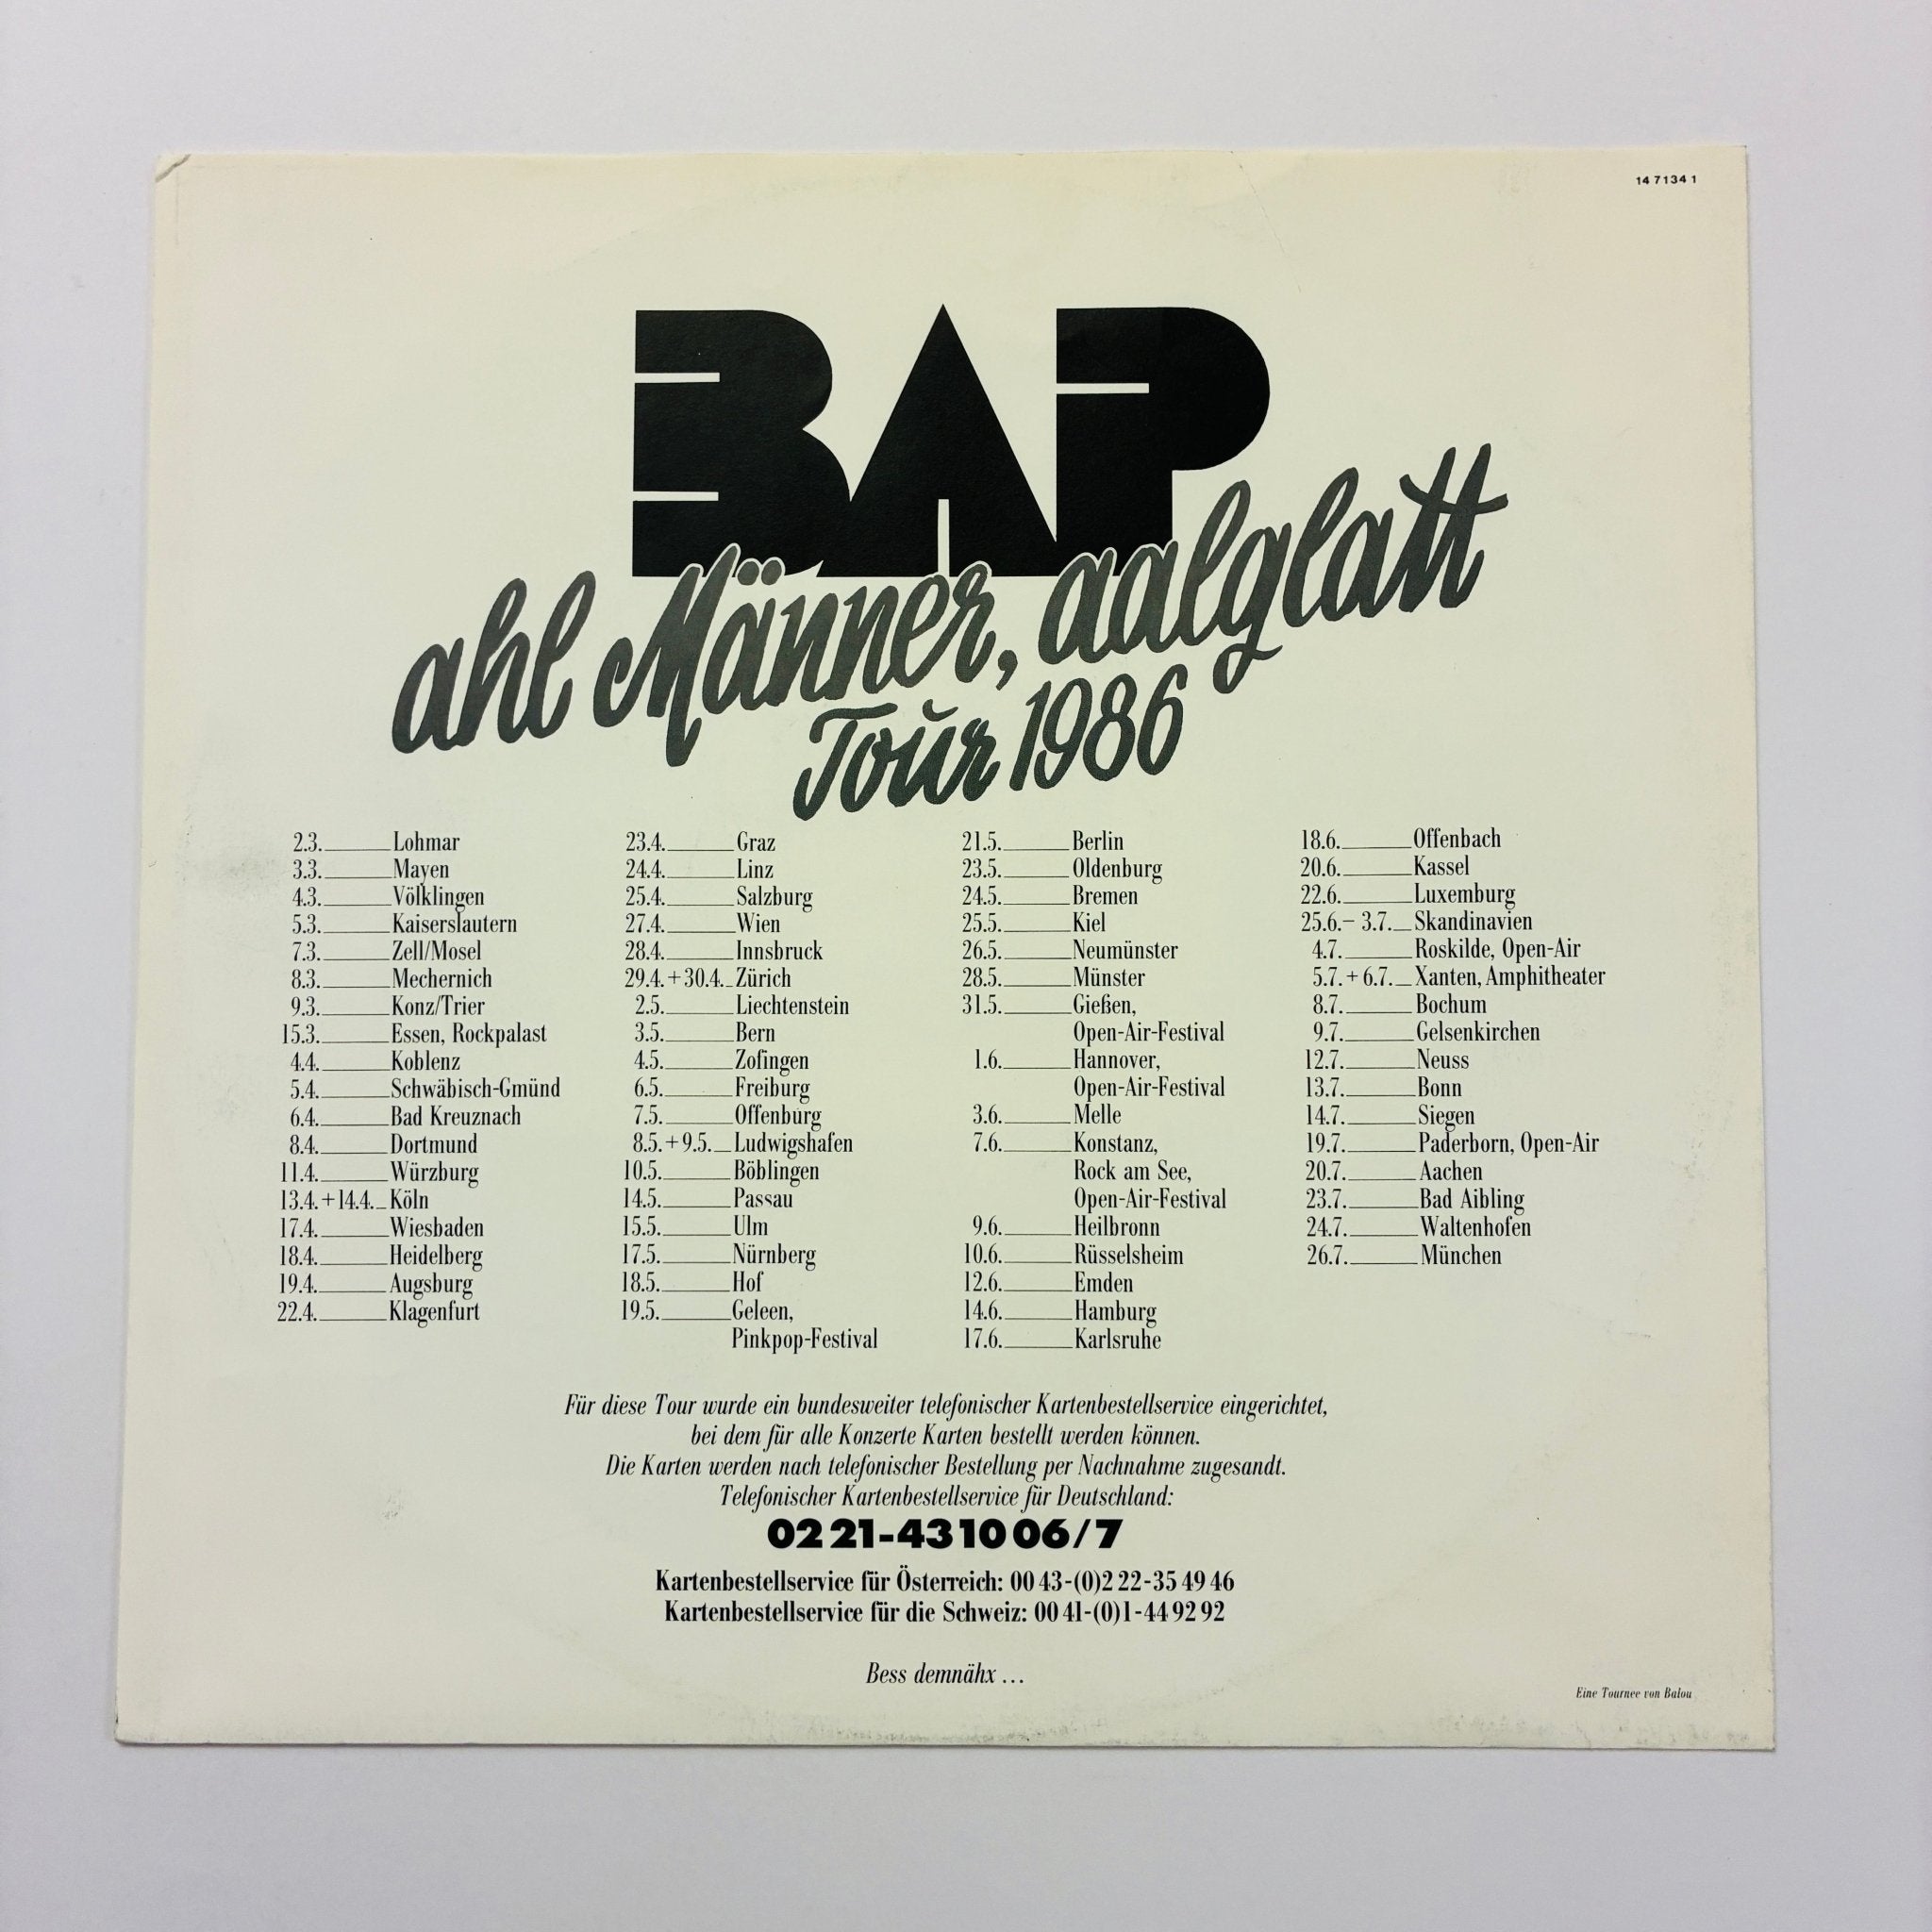 14 7134 1
BAP
ahl Männer, aalglatt
Tour 1986
2.3. Lohmar
3.3. Mayen
4.3. Völklingen
5.3. Kaiserslautern
7.3. Zell/Mosel
8.3. Mechernich
9.3. Konz/Trier
15.3. Essen, Rockpalast
4.4. Koblenz
5.4. Schwäbisch-Gmünd
6.4. Bad Kreuznach
8.4. Dortmund
11.4. Würzburg
13.4.+14.4. Köln
17.4. Wiesbaden
18.4. Heidelberg
19.4. Augsburg
22.4. Klagenfurt
23.4. Graz
24.4. Linz
25.4. Salzburg
27.4. Wien
28.4. Innsbruck
29.4.+30.4. Zürich
2.5. Liechtenstein
3.5. Bern
4.5. Zofingen
6.5. Freiburg
7.5. Offenburg
8.5.+9.5. Ludwigshafen
10.5. Böblingen
14.5. Passau
15.5. Ulm
17.5. Nürnberg
18.5. Hof
19.5. Geleen,
Pinkpop-Festival
21.5. Berlin
23.5. Oldenburg
24.5. Bremen
25.5. Kiel
26.5. Neumünster
28.5. Münster
31.5. Gießen,
Open-Air-Festival
1.6. Hannover,
Open-Air-Festival
3.6. Melle
7.6. Konstanz,
Rock am See,
Open-Air-Festival
9.6. Heilbronn
10.6. Rüsselsheim
12.6. Emden
14.6. Hamburg
17.6. Karlsruhe
18.6. Offenbach
20.6. Kassel
22.6. Luxemburg
25.6.– 3.7. Skandinavien
4.7. Roskilde, Open-Air
5.7.+6.7. Xanten, Amphitheater
8.7. Bochum
9.7. Gelsenkirchen
12.7. Neuss
13.7. Bonn
14.7. Siegen
19.7. Paderborn, Open-Air
20.7. Aachen
23.7. Bad Aibling
24.7. Waltenhofen
26.7. München
Für diese Tour wurde ein bundesweiter telefonischer Kartenbestellservice eingerichtet,
bei dem für alle Konzerte Karten bestellt werden können.
Die Karten werden nach telefonischer Bestellung per Nachnahme zugesandt.
Telefonischer Kartenbestellservice für Deutschland:
02 21-43 10 06/7
Kartenbestellservice für Österreich: 00 43-(0)2 22-35 49 46
Kartenbestellservice für die Schweiz: 00 41-(0)1-44 92 92
Bess demnähx ...
Eine Tournee von Balou